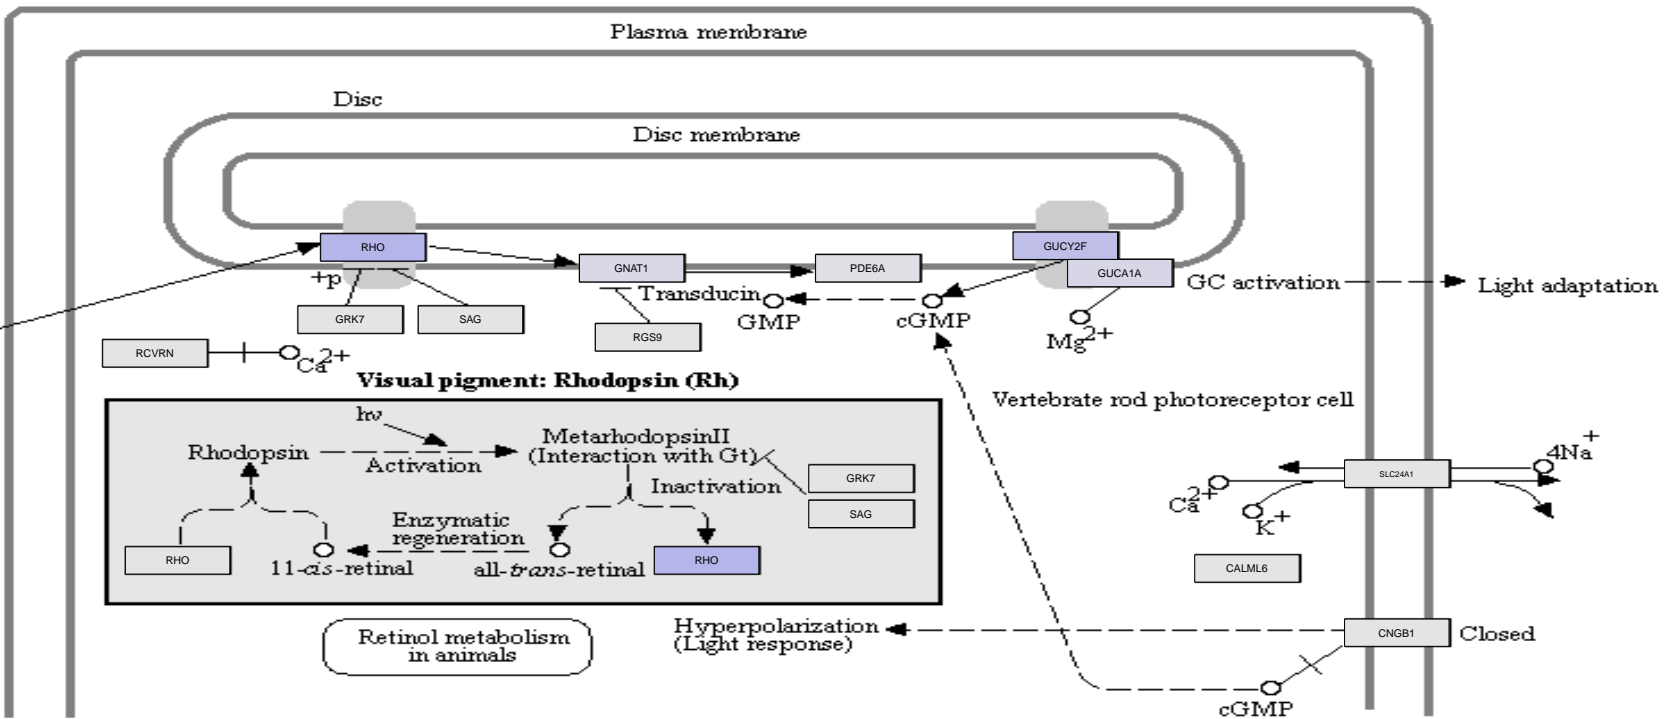 Plasma membrane
Disc
Disc membrane
RHO
GUCY2F
GNAT1
PDE6A
GUCA1A
+p
Transducin
GMP
cGMP
Mg2+
GC activation
Light adaptation
GRK7
SAG
RGS9
RCVRN
Ca2+
Visual pigment: Rhodopsin (Rh)
Vertebrate rod photoreceptor cell
hν
Rhodopsin
Activation
MetarhodopsinII
(Interaction with Gt)
Inactivation
GRK7
SAG
Enzymatic
regeneration
RHO
11-cis-retinal
all-trans-retinal
RHO
SLC24A1
4Na+
Ca2+
K+
CALML6
Retinol metabolism
in animals
Hyperpolarization
(Light response)
CNGB1
Closed
cGMP